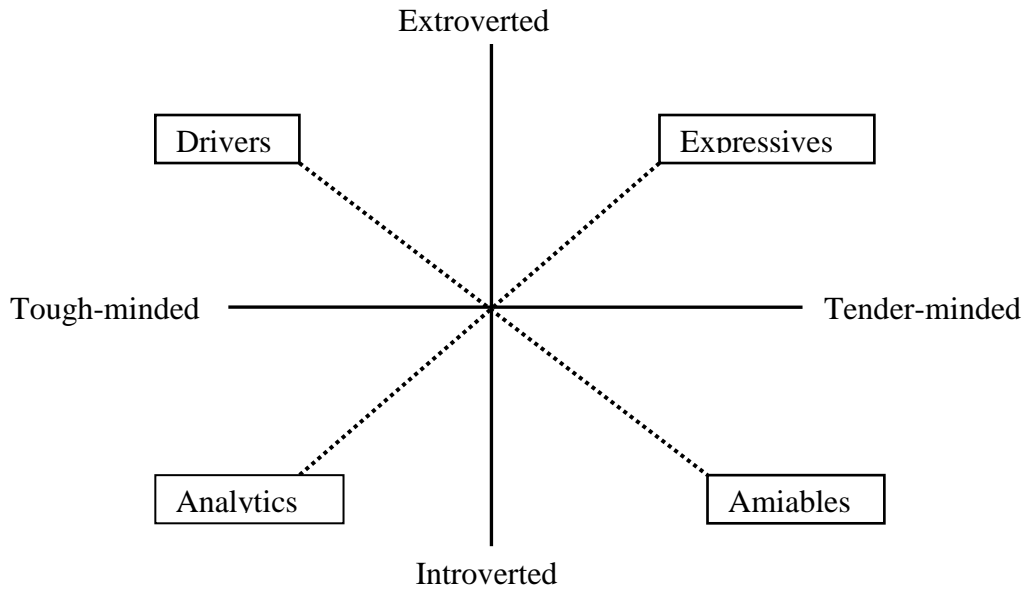 Extroverted
Drivers
Expressives
Tough-minded
Tender-minded
Analytics
Amiables
Introverted